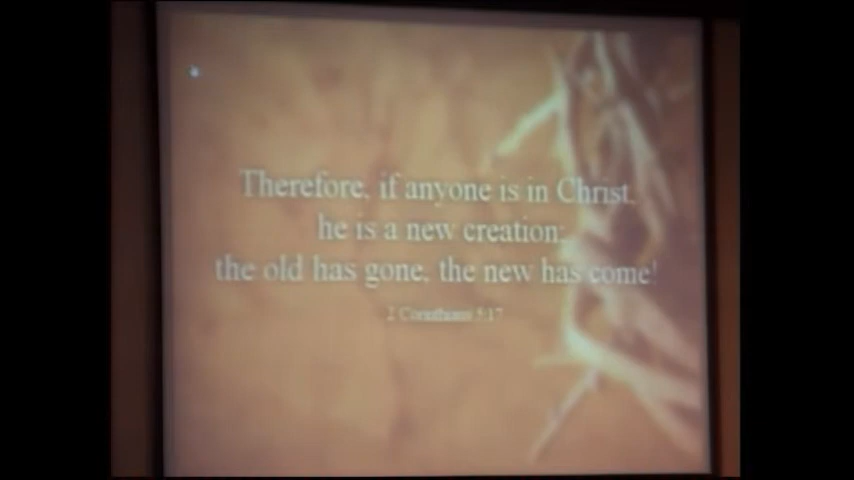 Therefore, if anyone is in Christ,
he is a new creation;
the old has gone, the new has come!
2 Corinthians 5:17